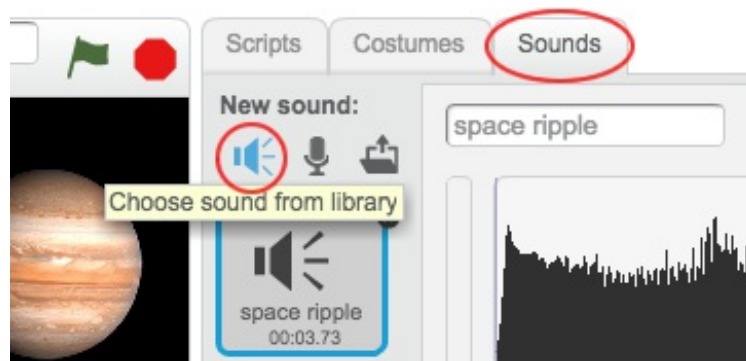 Scripts
Costumes
Sounds
New sound:
space ripple
Choose sound from library
space ripple
00:03.73